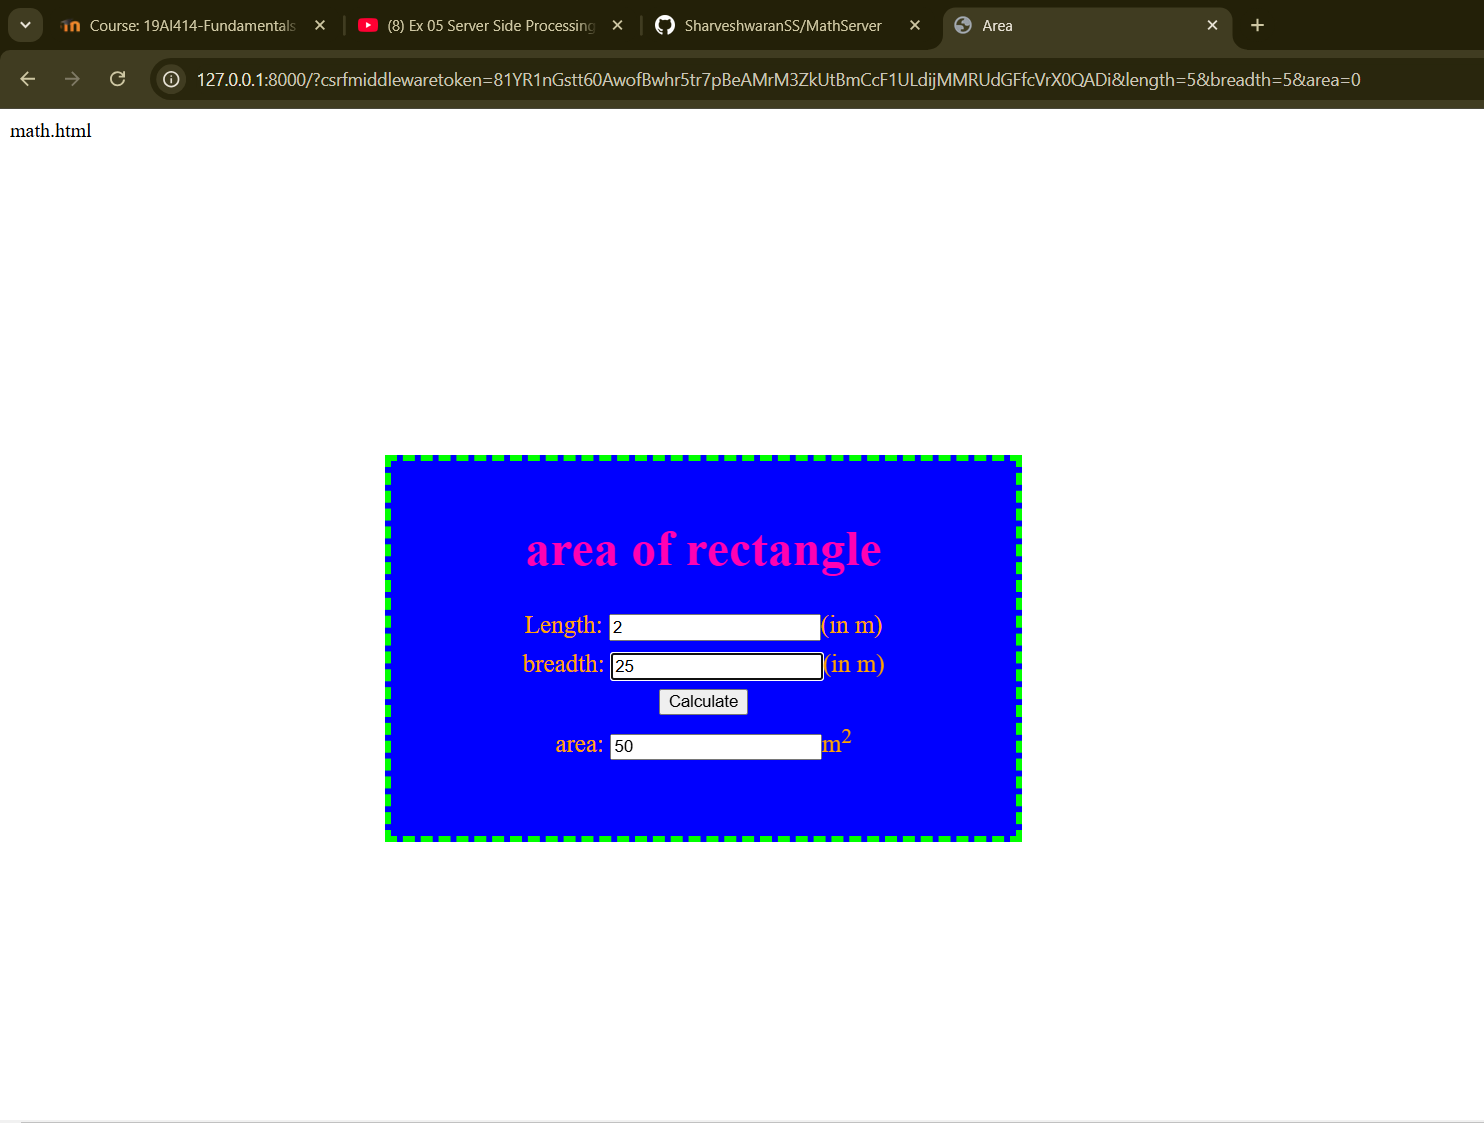 Course: 19AI414-Fundamentals
(8) Ex 05 Server Side Processing
SharveshwaranSS/MathServer
Area
127.0.0.1:8000/?csrfmiddlewaretoken=81YR1nGstt60AwofBwhr5tr7pBeAMrM3ZkUtBmCcF1ULdijMMRUdGFfcVrX0QADi&length=5&breadth=5&area=0
math.html
area of rectangle
Length: 2(in m)
breadth: 25(in m)
Calculate
area: 50m2